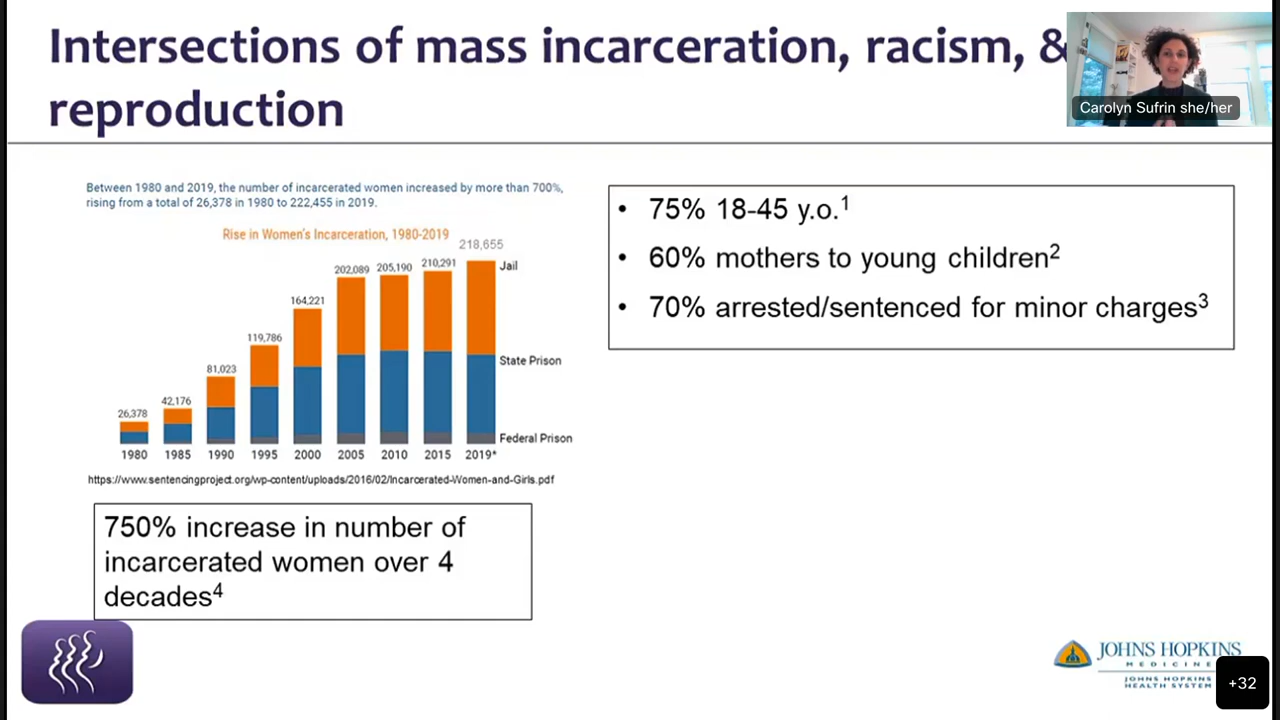 Intersections of mass incarceration, racism, &
reproduction
Carolyn Sufrin she/her
Between 1980 and 2019, the number of incarcerated women increased by more than 700%,
rising from a total of 26,378 in 1980 to 222,455 in 2019.
Rise in Women's Incarceration, 1980-2019
218,655
210,291
205,190
202,089
164,221
119,786
81,023
42,176
26,378
Jail
State Prison
Federal Prison
1980 1985 1990 1995 2000 2005 2010 2015 2019*
https://www.sentencingproject.org/wp-content/uploads/2016/02/Incarcerated-Women-and-Girls.pdf
750% increase in number of
incarcerated women over 4
decades4
• 75% 18-45 y.o.1
• 60% mothers to young children2
• 70% arrested/sentenced for minor charges3
JOHNS HOPKINS
MEDICINE
JOHNS HOPKINS
HEALTH SYSTEM
+32